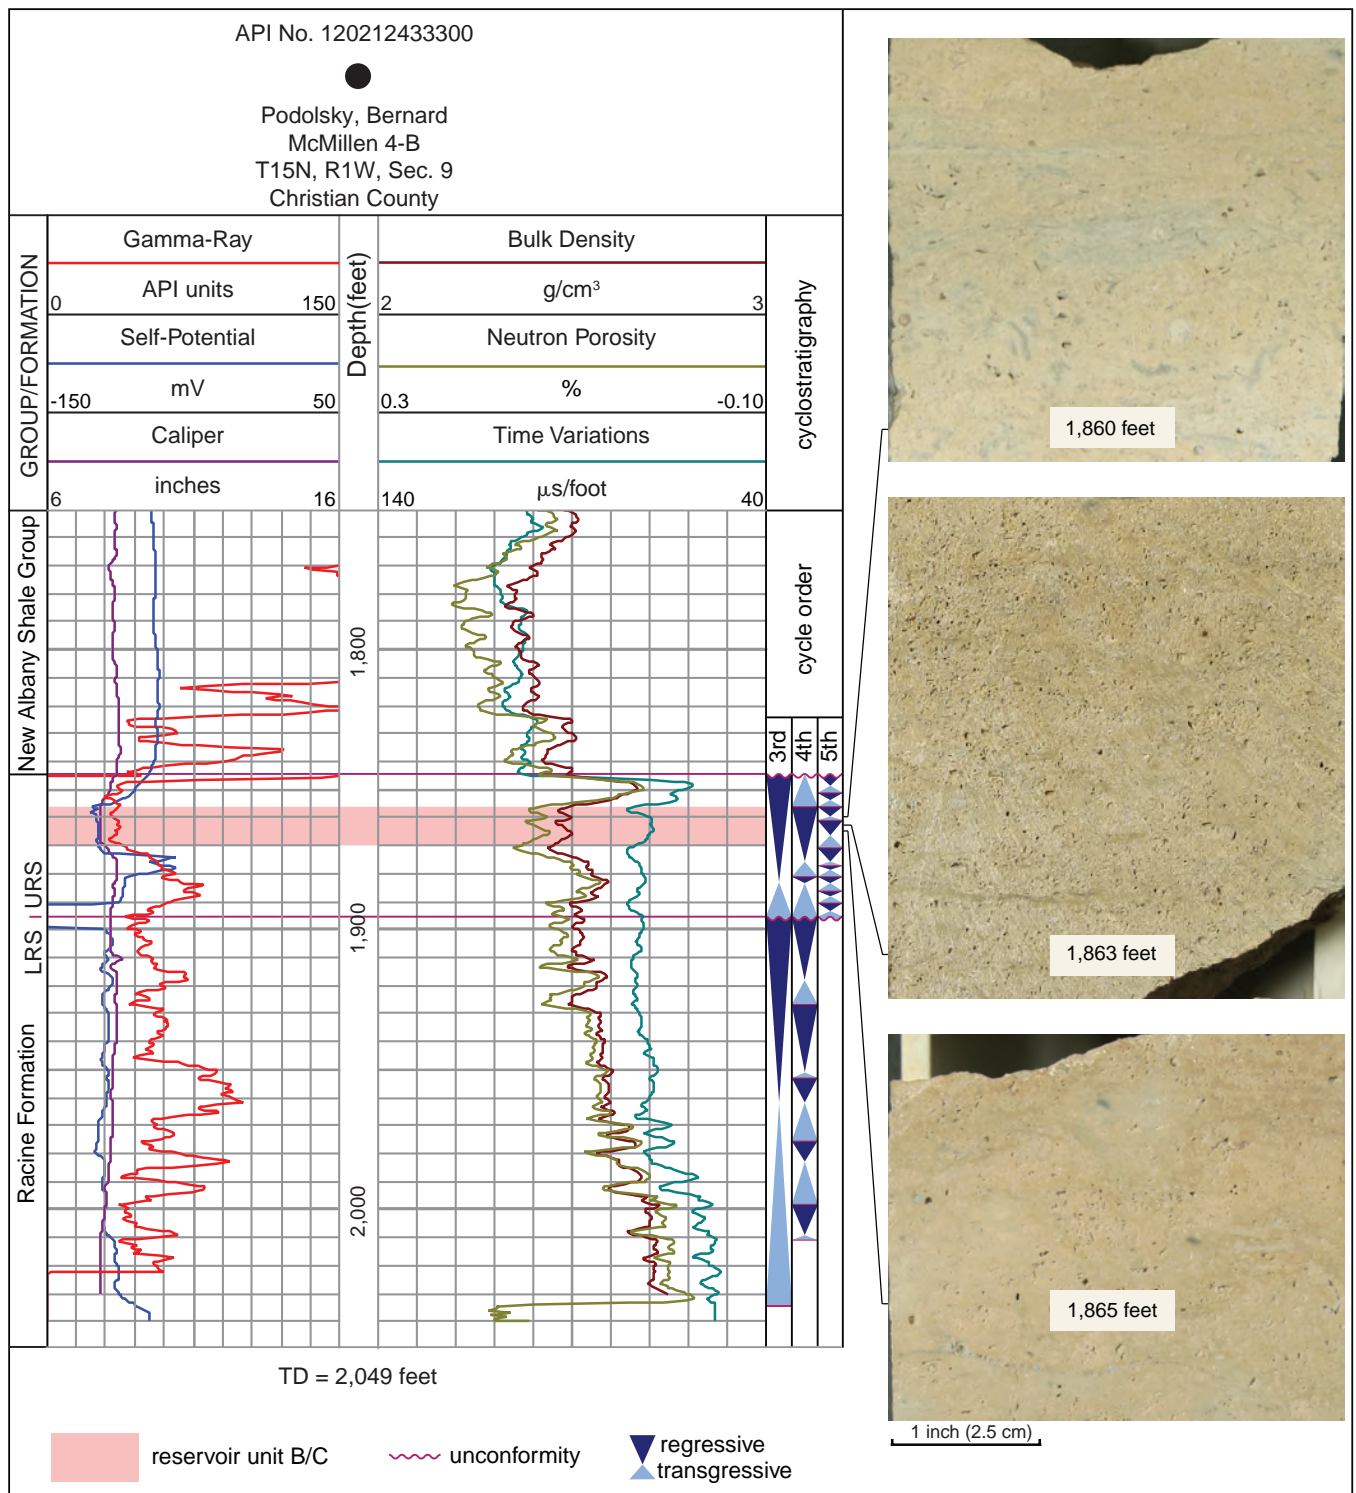 API No. 120212433300
Podolsky, Bernard
McMillen 4-B
T15N, R1W, Sec. 9
Christian County
GROUP/FORMATION
Gamma-Ray
API units
0 150
Self-Potential
mV
-150 50
Caliper
inches
6 16
Depth(feet)
Bulk Density
g/cm³
2 3
Neutron Porosity
%
0.3 -0.10
Time Variations
µs/foot
140 40
cyclostratigraphy
cycle order
3rd
4th
5th
New Albany Shale Group
URS
LRS
Racine Formation
1,800
1,900
2,000
1,860 feet
1,863 feet
1,865 feet
1 inch (2.5 cm)
TD = 2,049 feet
reservoir unit B/C
unconformity
regressive
transgressive